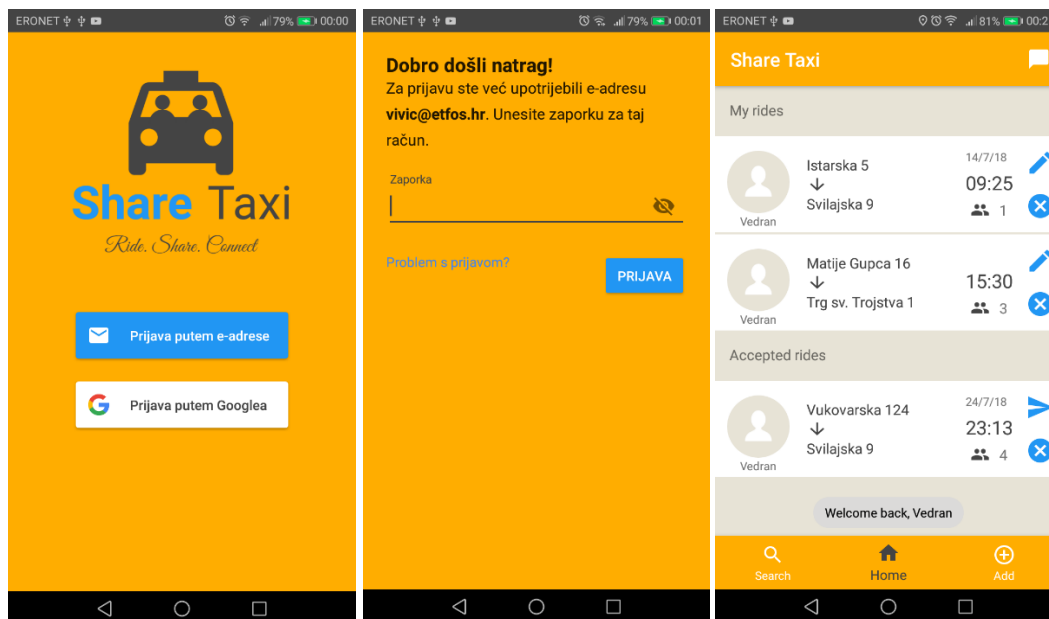 ERONET 79% 00:00
Share Taxi
Ride. Share. Connect
Prijava putem e-adrese
Prijava putem Googlea
ERONET 79% 00:01
Dobro došli natrag!
Za prijavu ste već upotrijebili e-adresu
vivic@etfos.hr. Unesite zaporku za taj
račun.
Zaporka
Problem s prijavom?
PRIJAVA
ERONET 81% 00:2
Share Taxi
My rides
Istarska 5
14/7/18
09:25
Svilajska 9
1
Vedran
Matije Gupca 16
15:30
Trg sv. Trojstva 1
3
Vedran
Accepted rides
Vukovarska 124
24/7/18
23:13
Svilajska 9
4
Vedran
Welcome back, Vedran
Search
Home
Add